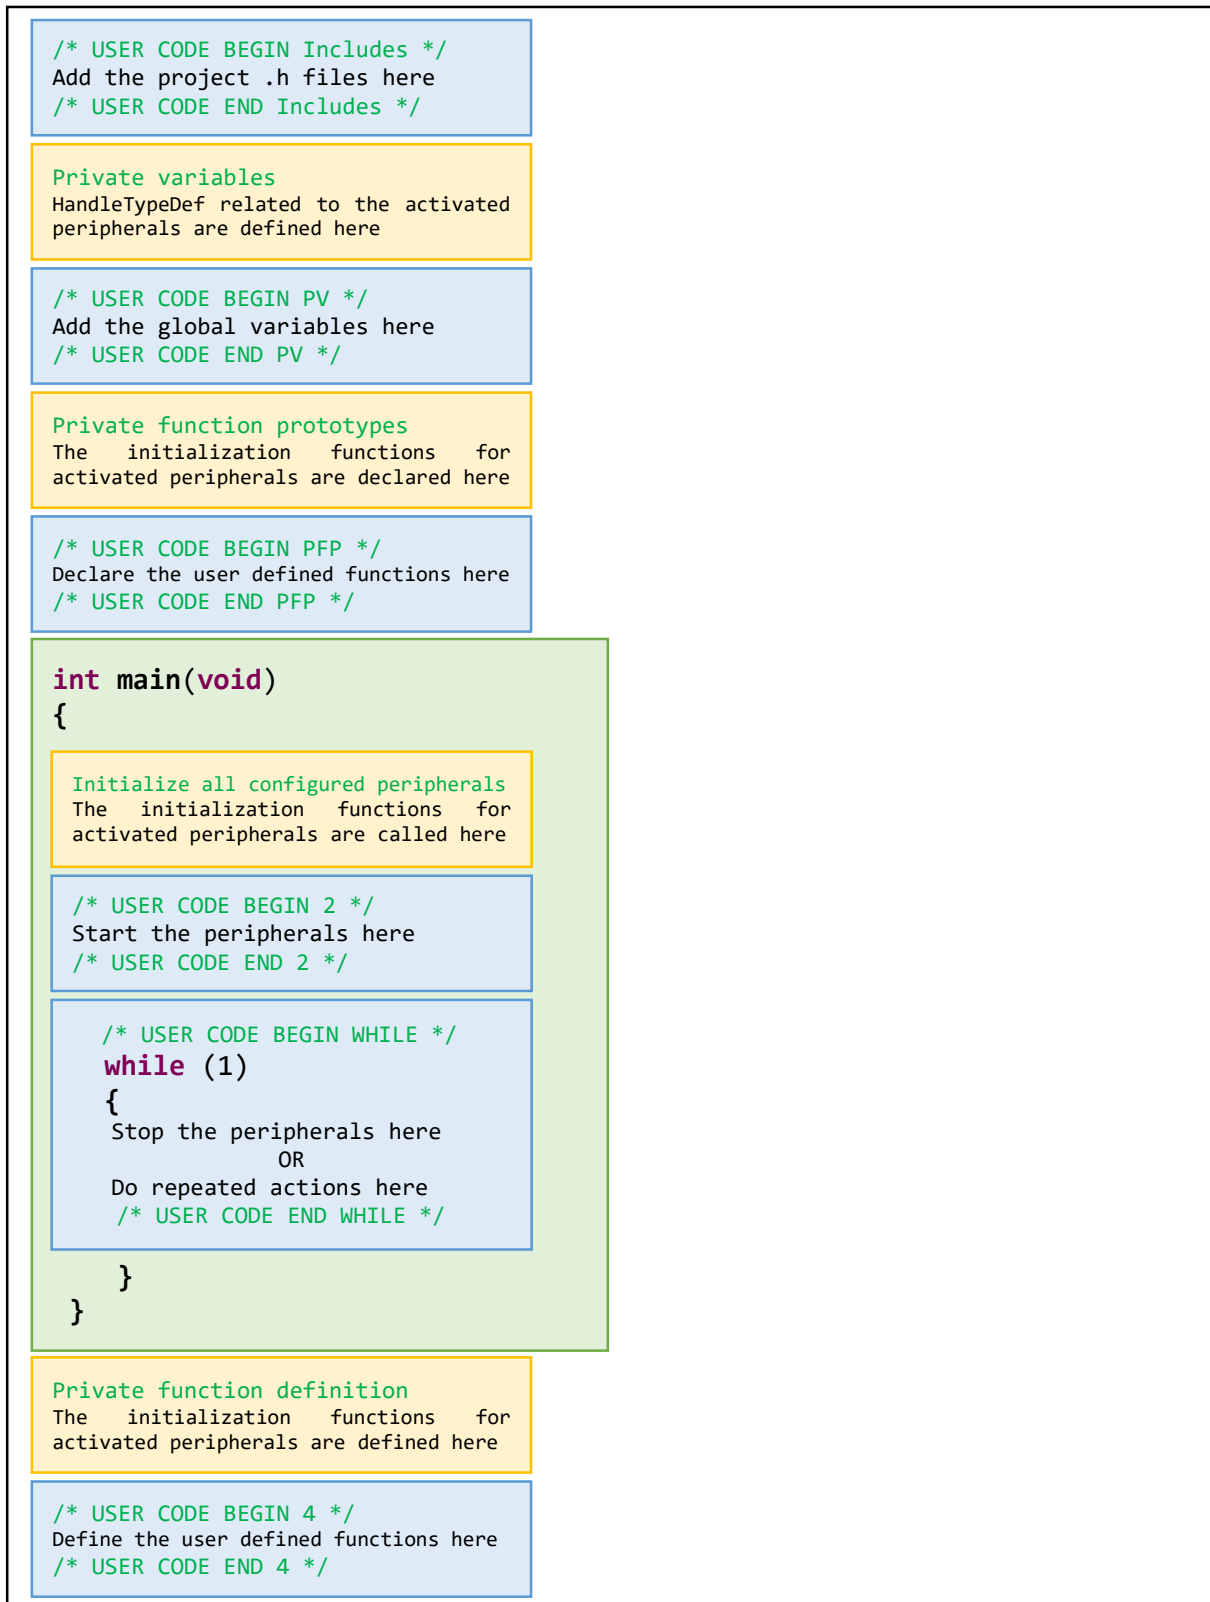 /* USER CODE BEGIN Includes */
Add the project .h files here
/* USER CODE END Includes */
Private variables
HandleTypeDef related to the activated
peripherals are defined here
/* USER CODE BEGIN PV */
Add the global variables here
/* USER CODE END PV */
Private function prototypes
The initialization functions for
activated peripherals are declared here
/* USER CODE BEGIN PFP */
Declare the user defined functions here
/* USER CODE END PFP */
int main(void)
{
Initialize all configured peripherals
The initialization functions for
activated peripherals are called here
/* USER CODE BEGIN 2 */
Start the peripherals here
/* USER CODE END 2 */
/* USER CODE BEGIN WHILE */
while (1)
{
Stop the peripherals here
OR
Do repeated actions here
/* USER CODE END WHILE */
}
}
Private function definition
The initialization functions for
activated peripherals are defined here
/* USER CODE BEGIN 4 */
Define the user defined functions here
/* USER CODE END 4 */